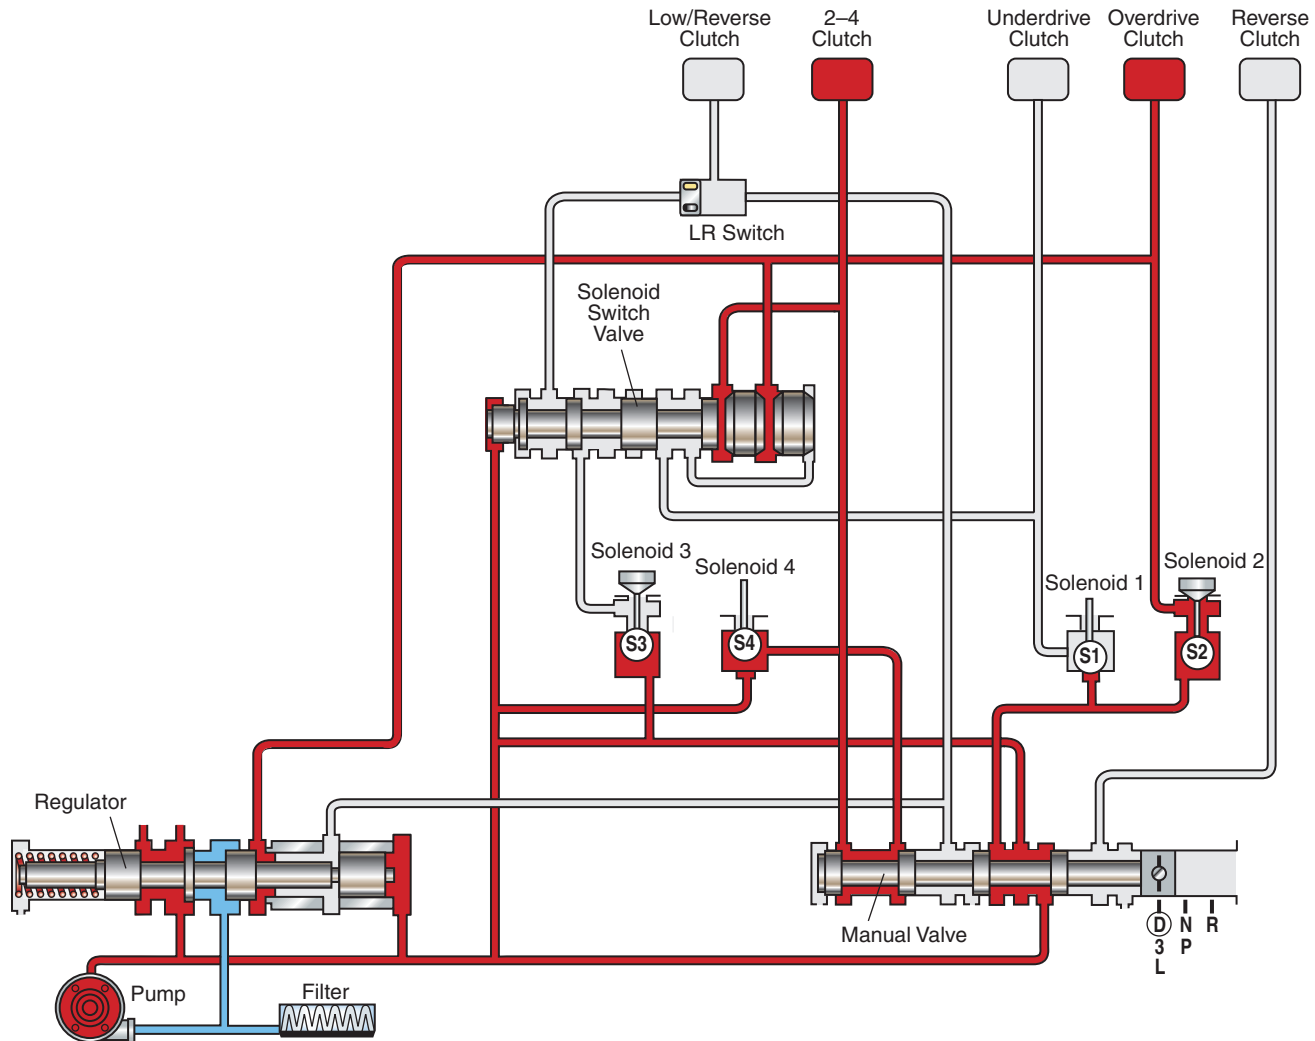 Low/Reverse
Clutch
2–4
Clutch
Underdrive
Clutch
Overdrive
Clutch
Reverse
Clutch
LR Switch
Solenoid
Switch
Valve
Solenoid 3
Solenoid 4
Solenoid 1
Solenoid 2
S3
S4
S1
S2
Regulator
Manual Valve
D N R
3 P
L
Pump
Filter